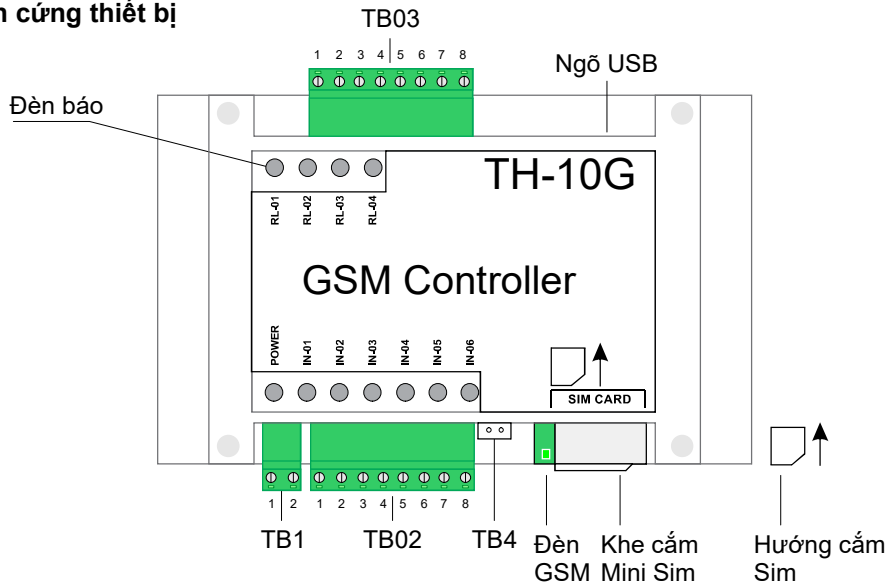 cứng thiết bị
TB03
1 2 3 4 5 6 7 8
Ngõ USB
Đèn báo
TH-10G
RL-01 RL-02 RL-03 RL-04
GSM Controller
POWER IN-01 IN-02 IN-03 IN-04 IN-05 IN-06
SIM CARD
1 2 1 2 3 4 5 6 7 8
TB1 TB02 TB4
Đèn GSM
Khe cắm Mini Sim
Hướng cắm Sim